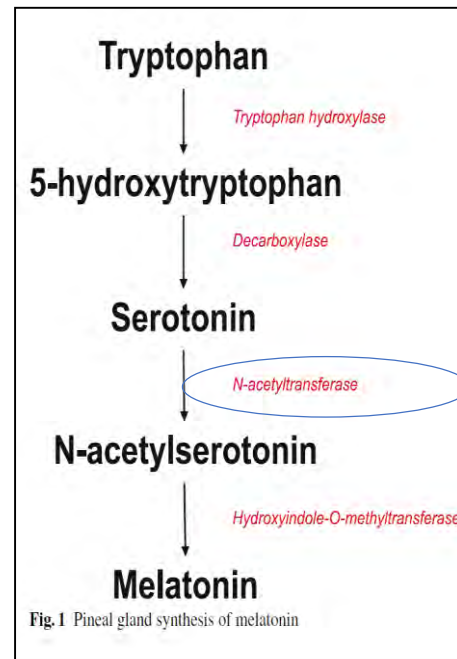 Tryptophan
Tryptophan hydroxylase
5-hydroxytryptophan
Decarboxylase
Serotonin
N-acetyltransferase
N-acetylserotonin
Hydroxyindole-O-methyltransferase
Melatonin
Fig. 1 Pineal gland synthesis of melatonin